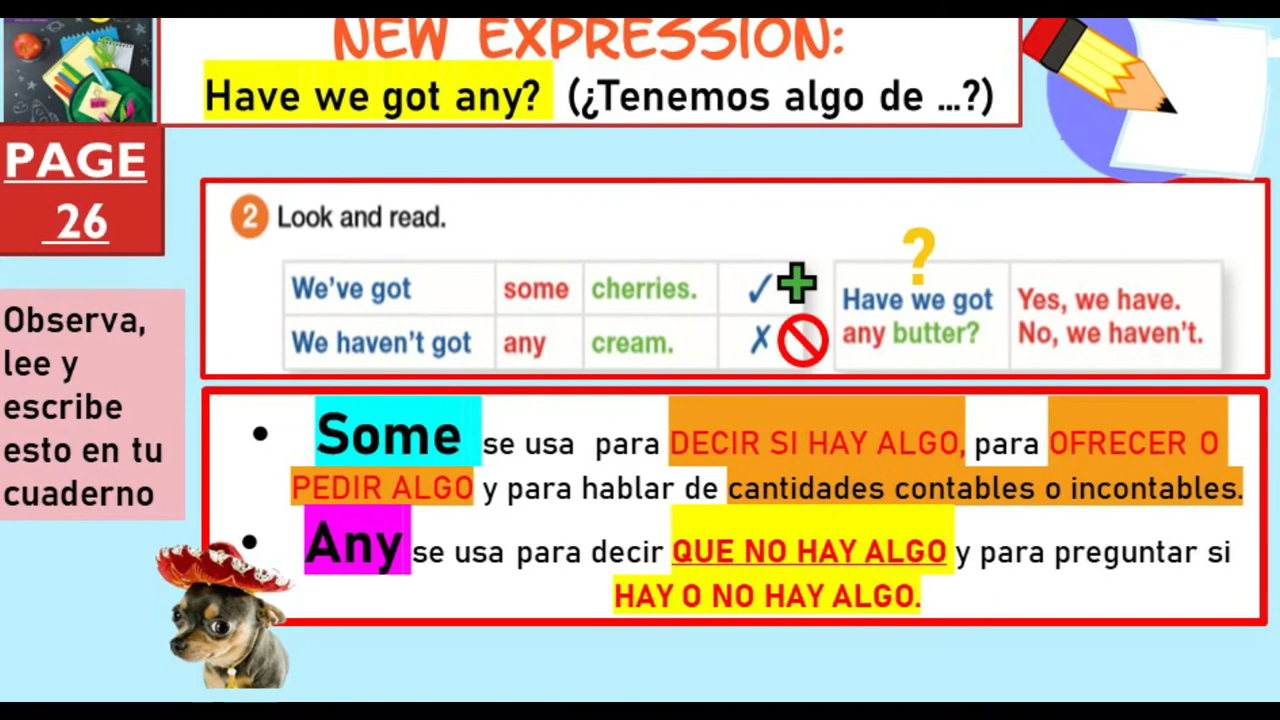 NEW EXPRESSION:
Have we got any? (¿Tenemos algo de ...?)
PAGE
26
2 Look and read.
We've got some cherries. ✓
We haven't got any cream. ✗
?
Have we got
any butter?
Yes, we have.
No, we haven't.
Observa,
lee y
escribe
esto en tu
cuaderno
• Some se usa para DECIR SI HAY ALGO, para OFRECER O
PEDIR ALGO y para hablar de cantidades contables o incontables.
• Any se usa para decir QUE NO HAY ALGO y para preguntar si
HAY O NO HAY ALGO.